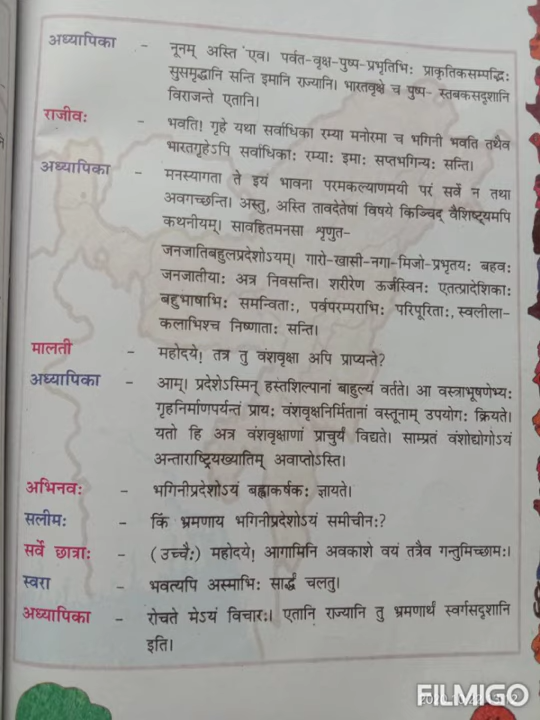 अध्यापिका - नूनम् अस्ति एव। पर्वत-वृक्ष-पुष्प-प्रभृतिभिः प्राकृतिकसम्पद्भिः
सुसमृद्धानि सन्ति इमानि राज्यानि। भारतवृक्षे च पुष्प- स्तबकसदृशानि
विराजन्ते एतानि।
राजीवः - भवति! गृहे यथा सर्वाधिका रम्या मनोरमा च भगिनी भवति तथैव
भारतगृहेऽपि सर्वाधिकाः रम्याः इमाः सप्तभगिन्यः सन्ति।
अध्यापिका - मनस्यागता ते इयं भावना परमकल्याणमयी परं सर्वे न तथा
अवगच्छन्ति। अस्तु, अस्ति तावदेतेषां विषये किञ्चिद् वैशिष्ट्यमपि
कथनीयम्। सावहितमनसा शृणुत-
जनजातिबहुलप्रदेशोऽयम्। गारो-खासी-नगा-मिजो-प्रभृतयः बहवः
जनजातीयाः अत्र निवसन्ति। शरीरेण ऊर्जस्विनः एतत्प्रादेशिकाः
बहुभाषाभिः समन्विताः, पर्वपरम्पराभिः परिपूरिताः, स्वलीला-
कलाभिश्च निष्णाताः सन्ति।
मालती - महोदये! तत्र तु वंशवृक्षा अपि प्राप्यन्ते?
अध्यापिका - आम्। प्रदेशेऽस्मिन् हस्तशिल्पानां बाहुल्यं वर्तते। आ वस्त्राभूषणेभ्यः
गृहनिर्माणपर्यन्तं प्रायः वंशवृक्षनिर्मितानां वस्तूनाम् उपयोगः क्रियते।
यतो हि अत्र वंशवृक्षाणां प्राचुर्यं विद्यते। साम्प्रतं वंशोद्योगोऽयं
अन्ताराष्ट्रियख्यातिम् अवाप्तोऽस्ति।
अभिनवः - भगिनीप्रदेशोऽयं बह्वाकर्षकः ज्ञायते।
सलीमः - किं भ्रमणाय भगिनीप्रदेशोऽयं समीचीनः?
सर्वे छात्राः - (उच्चैः) महोदये! आगामिनि अवकाशे वयं तत्रैव गन्तुमिच्छामः।
स्वरा - भवत्यपि अस्माभिः सार्द्धं चलतु।
अध्यापिका - रोचते मेऽयं विचारः। एतानि राज्यानि तु भ्रमणार्थं स्वर्गसदृशानि
इति।
FILMIGO